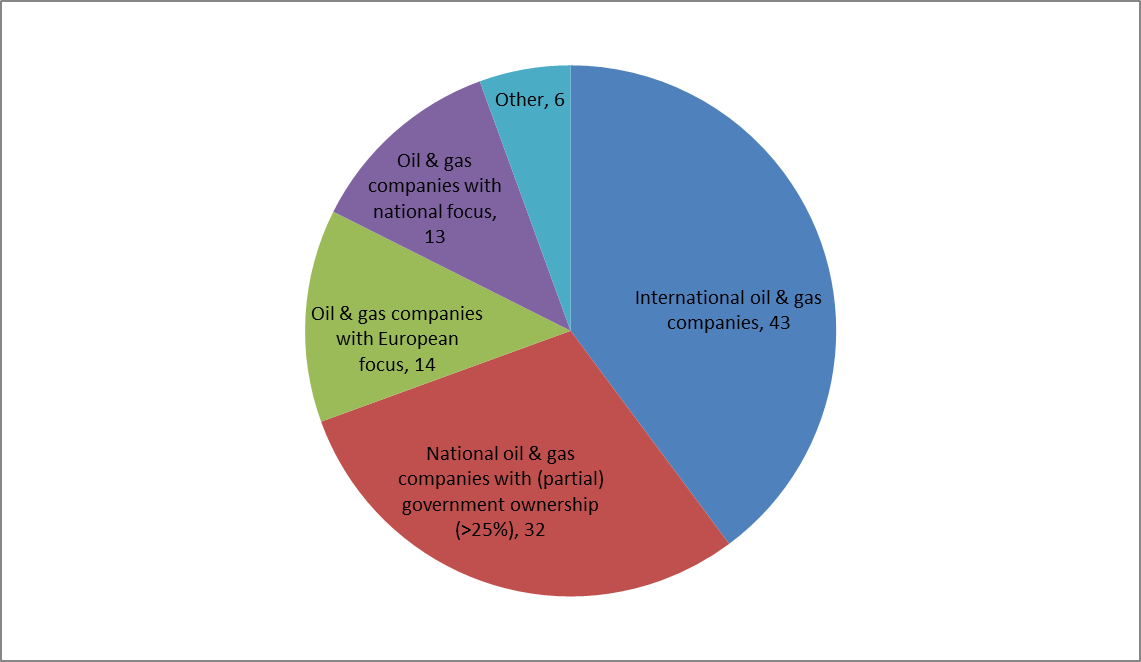 Other, 6
Oil & gas
companies with
national focus,
13
International oil & gas
companies, 43
Oil & gas companies
with European
focus, 14
National oil & gas
companies with (partial)
government ownership
(>25%), 32